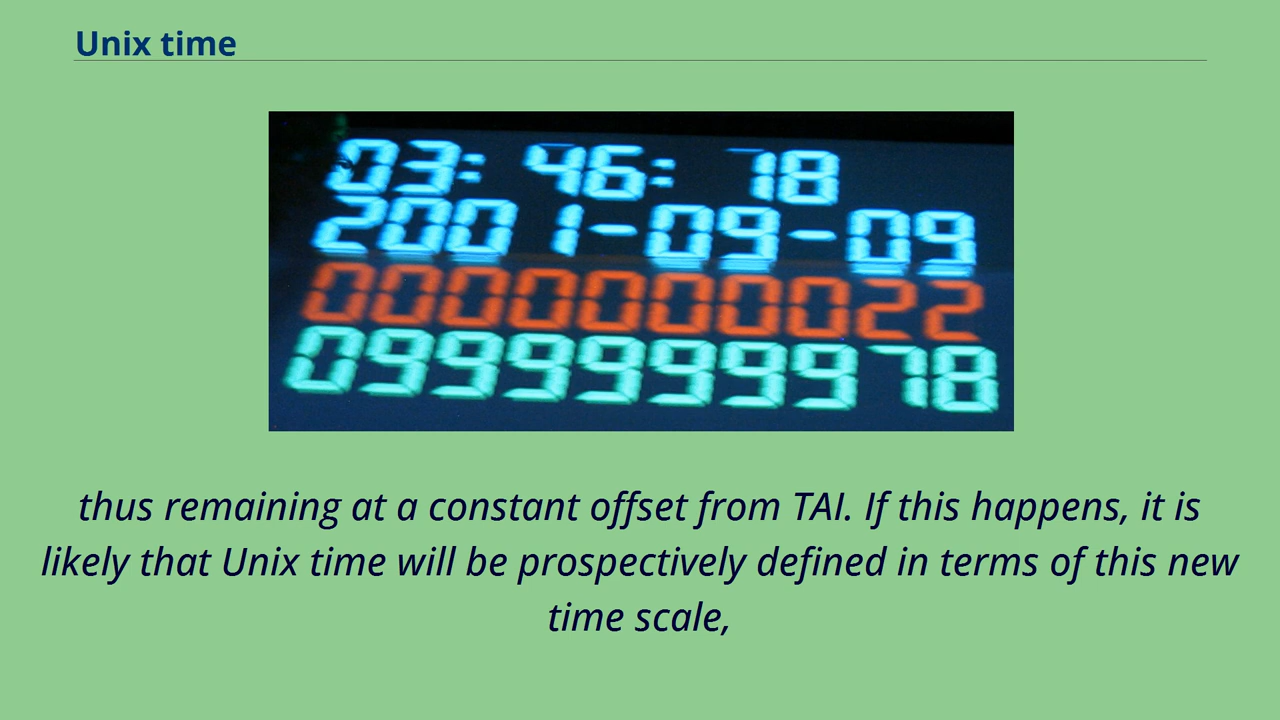 Unix time
03: 46: 18
2001-09-09
0000000022
0999999978
thus remaining at a constant offset from TAI. If this happens, it is
likely that Unix time will be prospectively defined in terms of this new
time scale,